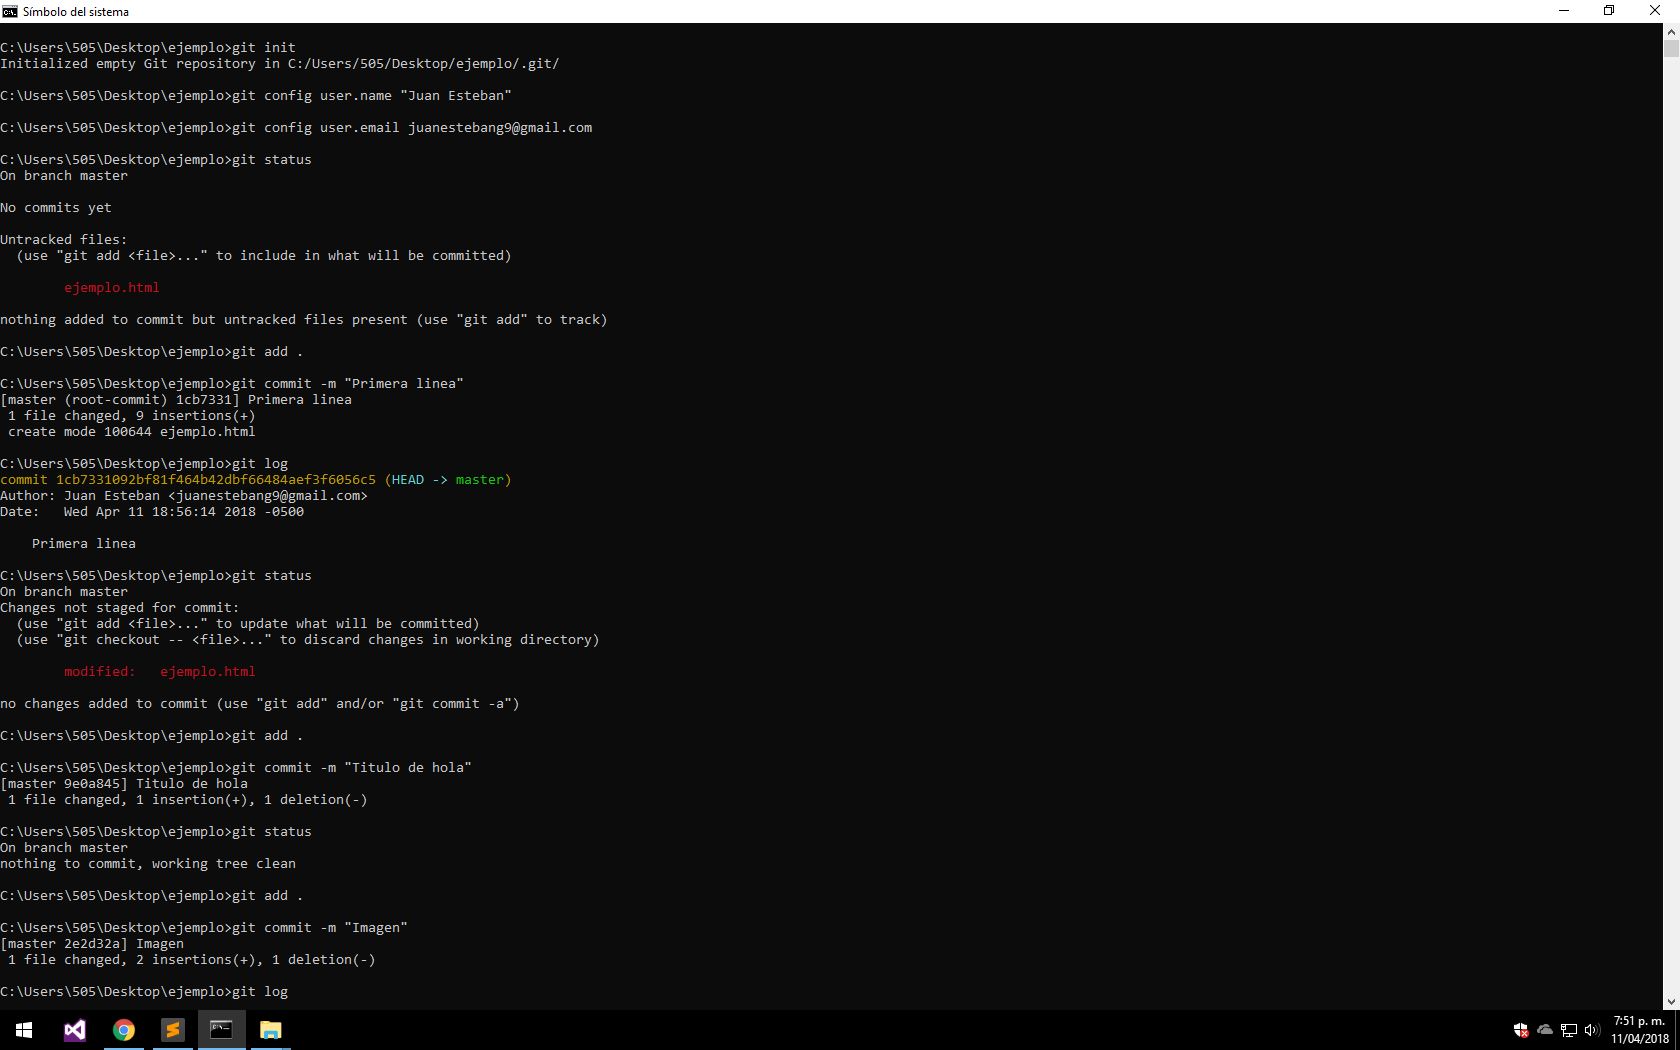 Símbolo del sistema
C:\Users\505\Desktop\ejemplo>git init
Initialized empty Git repository in C:/Users/505/Desktop/ejemplo/.git/
C:\Users\505\Desktop\ejemplo>git config user.name "Juan Esteban"
C:\Users\505\Desktop\ejemplo>git config user.email juanestebang9@gmail.com
C:\Users\505\Desktop\ejemplo>git status
On branch master
No commits yet
Untracked files:
  (use "git add <file>..." to include in what will be committed)
        ejemplo.html
nothing added to commit but untracked files present (use "git add" to track)
C:\Users\505\Desktop\ejemplo>git add .
C:\Users\505\Desktop\ejemplo>git commit -m "Primera linea"
[master (root-commit) 1cb7331] Primera linea
 1 file changed, 9 insertions(+)
 create mode 100644 ejemplo.html
C:\Users\505\Desktop\ejemplo>git log
commit 1cb7331092bf81f464b42dbf66484aef3f6056c5 (HEAD -> master)
Author: Juan Esteban <juanestebang9@gmail.com>
Date:   Wed Apr 11 18:56:14 2018 -0500
    Primera linea
C:\Users\505\Desktop\ejemplo>git status
On branch master
Changes not staged for commit:
  (use "git add <file>..." to update what will be committed)
  (use "git checkout -- <file>..." to discard changes in working directory)
        modified:   ejemplo.html
no changes added to commit (use "git add" and/or "git commit -a")
C:\Users\505\Desktop\ejemplo>git add .
C:\Users\505\Desktop\ejemplo>git commit -m "Titulo de hola"
[master 9e0a845] Titulo de hola
 1 file changed, 1 insertion(+), 1 deletion(-)
C:\Users\505\Desktop\ejemplo>git status
On branch master
nothing to commit, working tree clean
C:\Users\505\Desktop\ejemplo>git add .
C:\Users\505\Desktop\ejemplo>git commit -m "Imagen"
[master 2e2d32a] Imagen
 1 file changed, 2 insertions(+), 1 deletion(-)
C:\Users\505\Desktop\ejemplo>git log
7:51 p. m.
11/04/2018